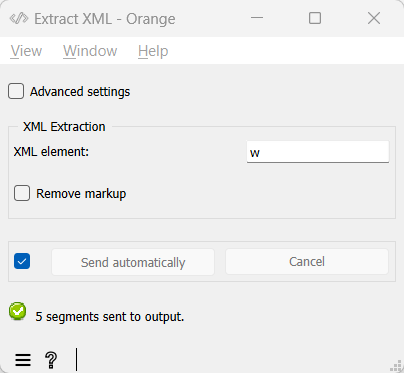 Extract XML - Orange
View Window Help
Advanced settings
XML Extraction
XML element: w
Remove markup
Send automatically Cancel
5 segments sent to output.
?